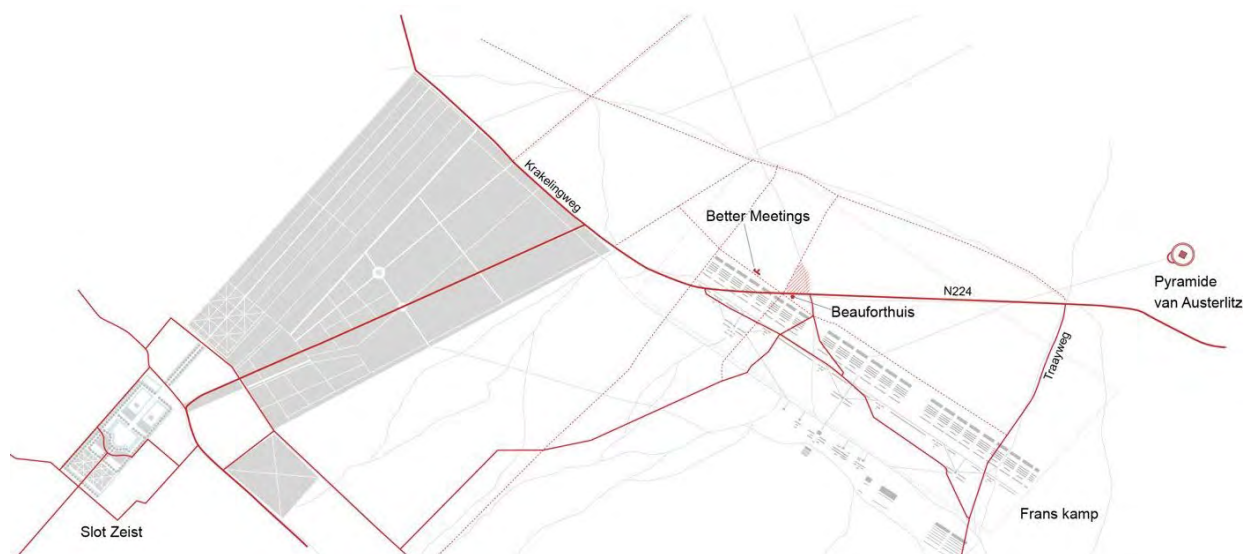 Krakelingweg
Better Meetings
Pyramide
van Austerlitz
N224
Beauforthuis
Traayweg
Frans kamp
Slot Zeist